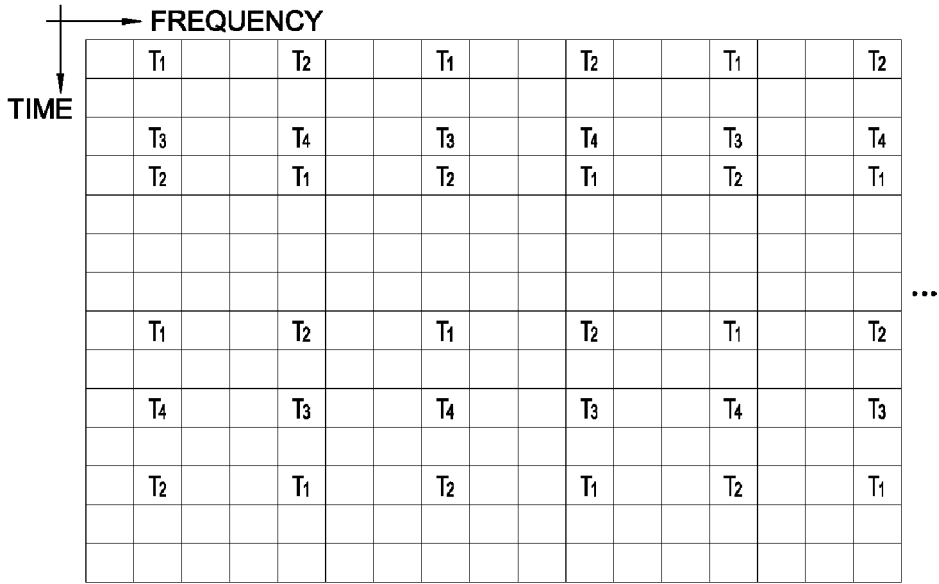 FREQUENCY
T1 T2 T1 T2 T1 T2
TIME
T3 T4 T3 T4 T3 T4
T2 T1 T2 T1 T2 T1
...
T1 T2 T1 T2 T1 T2
T4 T3 T4 T3 T4 T3
T2 T1 T2 T1 T2 T1